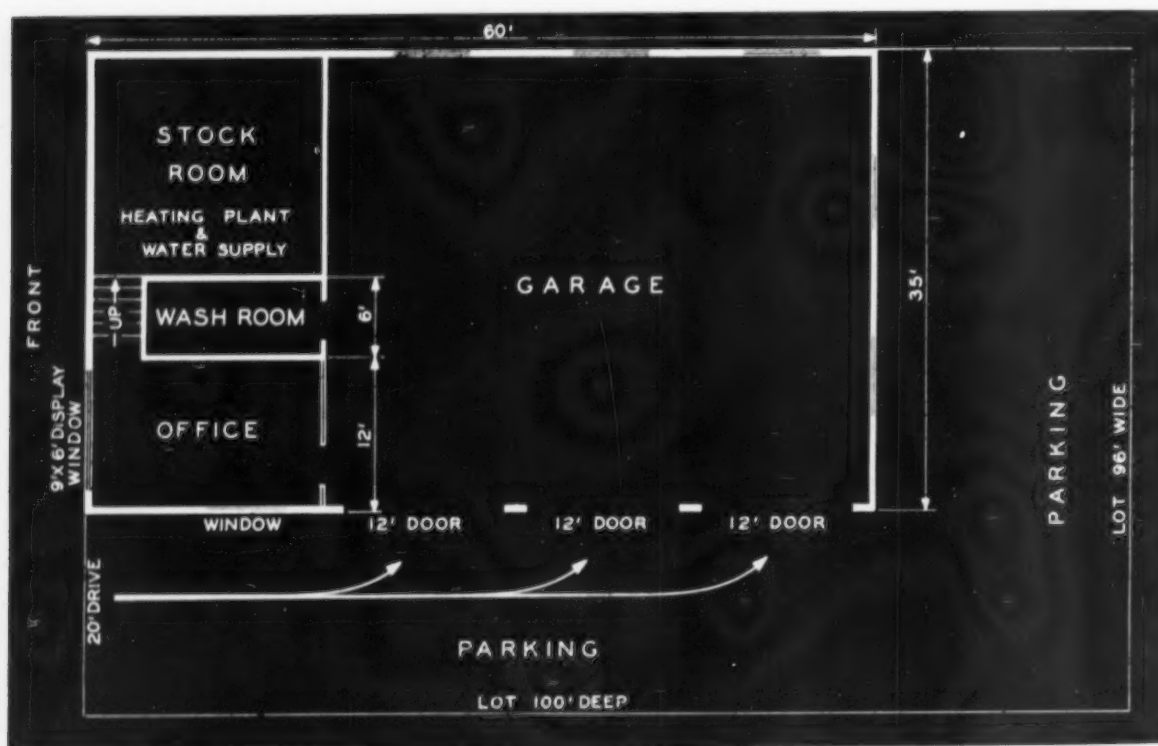 60'
STOCK
ROOM
HEATING PLANT
&
WATER SUPPLY
FRONT
UP
WASH ROOM
6'
GARAGE
35'
9'X 6' DISPLAY
WINDOW
OFFICE
12'
PARKING
LOT 96' WIDE
WINDOW
12' DOOR
12' DOOR
12' DOOR
20' DRIVE
PARKING
LOT 100' DEEP